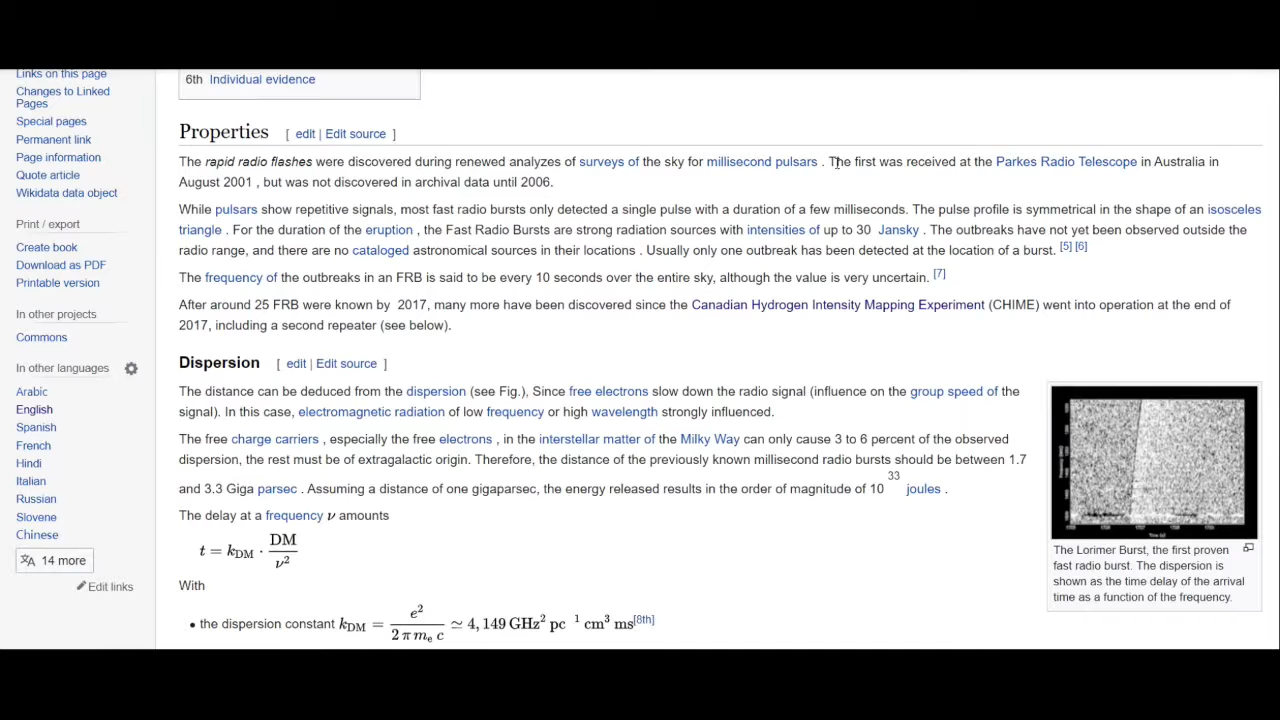 Links on this page
Changes to Linked
Pages
Special pages
Permanent link
Page information
Quote article
Wikidata data object
Print / export
Create book
Download as PDF
Printable version
In other projects
Commons
In other languages
Arabic
English
Spanish
French
Hindi
Italian
Russian
Slovene
Chinese
14 more
Edit links
6th Individual evidence
Properties [ edit | Edit source ]
The rapid radio flashes were discovered during renewed analyzes of surveys of the sky for millisecond pulsars . The first was received at the Parkes Radio Telescope in Australia in
August 2001 , but was not discovered in archival data until 2006.
While pulsars show repetitive signals, most fast radio bursts only detected a single pulse with a duration of a few milliseconds. The pulse profile is symmetrical in the shape of an isosceles
triangle . For the duration of the eruption , the Fast Radio Bursts are strong radiation sources with intensities of up to 30 Jansky . The outbreaks have not yet been observed outside the
radio range, and there are no cataloged astronomical sources in their locations . Usually only one outbreak has been detected at the location of a burst. [5] [6]
The frequency of the outbreaks in an FRB is said to be every 10 seconds over the entire sky, although the value is very uncertain. [7]
After around 25 FRB were known by 2017, many more have been discovered since the Canadian Hydrogen Intensity Mapping Experiment (CHIME) went into operation at the end of
2017, including a second repeater (see below).
Dispersion [ edit | Edit source ]
The distance can be deduced from the dispersion (see Fig.), Since free electrons slow down the radio signal (influence on the group speed of the
signal). In this case, electromagnetic radiation of low frequency or high wavelength strongly influenced.
The free charge carriers , especially the free electrons , in the interstellar matter of the Milky Way can only cause 3 to 6 percent of the observed
dispersion, the rest must be of extragalactic origin. Therefore, the distance of the previously known millisecond radio bursts should be between 1.7
and 3.3 Giga parsec . Assuming a distance of one gigaparsec, the energy released results in the order of magnitude of 10 33 joules .
The delay at a frequency ν amounts
t = k_DM · DM / ν²
With
• the dispersion constant k_DM = e² / 2 π mₑ c ≃ 4,149 GHz² pc 1 cm³ ms[8th]
The Lorimer Burst, the first proven
fast radio burst. The dispersion is
shown as the time delay of the arrival
time as a function of the frequency.